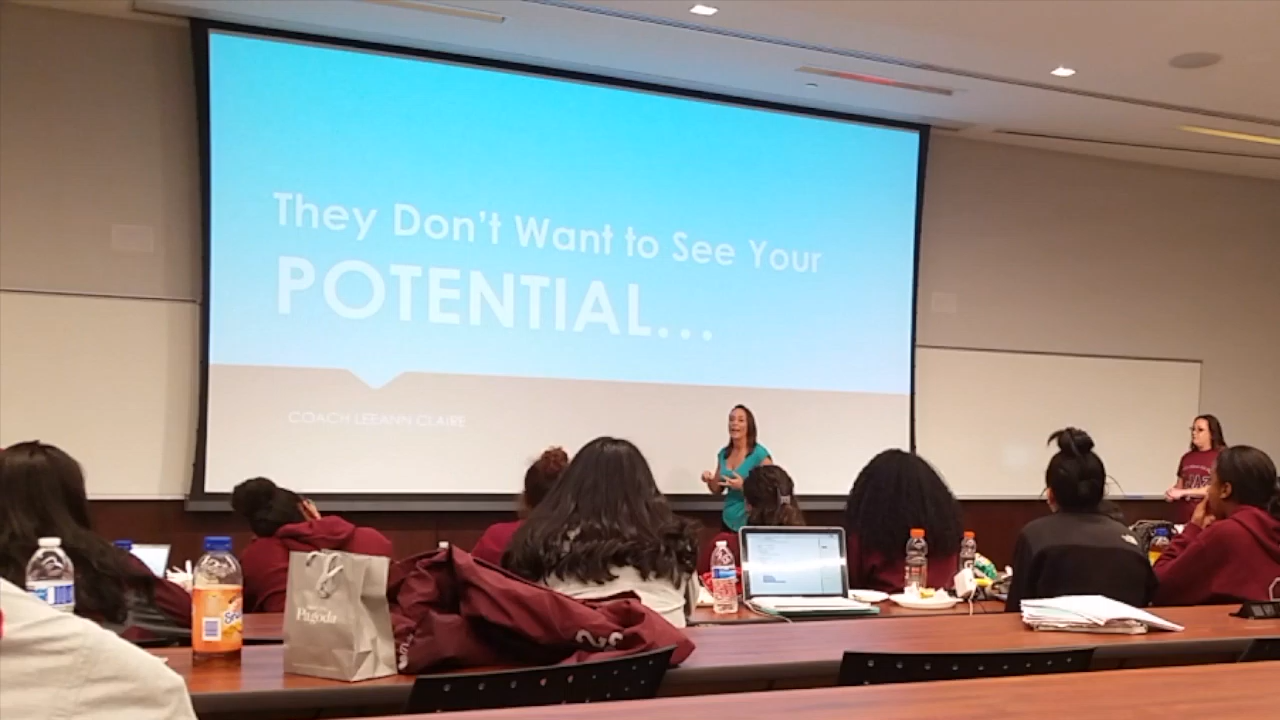 They Don't Want to See Your
POTENTIAL...
COACH LEEANN CLAIRE
Pagoda